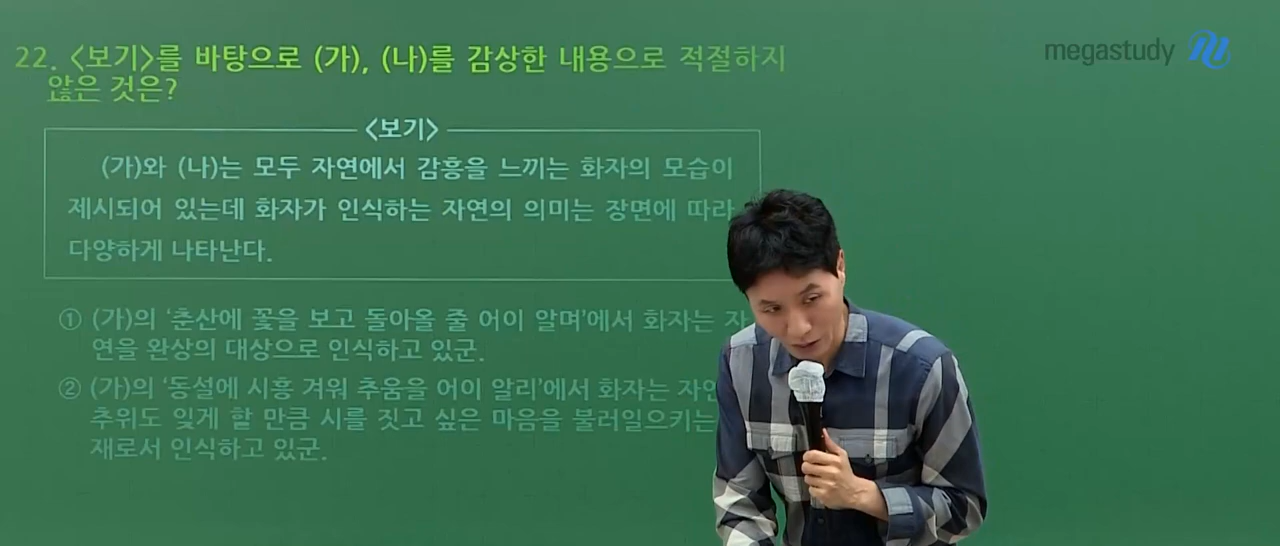 22. <보기>를 바탕으로 (가), (나)를 감상한 내용으로 적절하지
않은 것은?
megastudy
<보기>
(가)와 (나)는 모두 자연에서 감흥을 느끼는 화자의 모습이
제시되어 있는데 화자가 인식하는 자연의 의미는 장면에 따라
다양하게 나타난다.
① (가)의 '춘산에 꽃을 보고 돌아올 줄 어이 알며'에서 화자는 자
연을 완상의 대상으로 인식하고 있군.
② (가)의 '동설에 시흥 겨워 추움을 어이 알리'에서 화자는 자연
추위도 잊게 할 만큼 시를 짓고 싶은 마음을 불러일으키는
재로서 인식하고 있군.